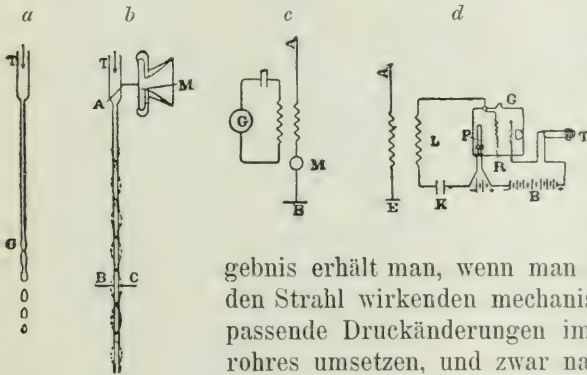 a b c d
T T A A G
A M G L P C T
M R
G B C B E K B
gebnis erhält man, wenn man
den Strahl wirkenden mechanis
passende Druckänderungen im
rohres umsetzen, und zwar na